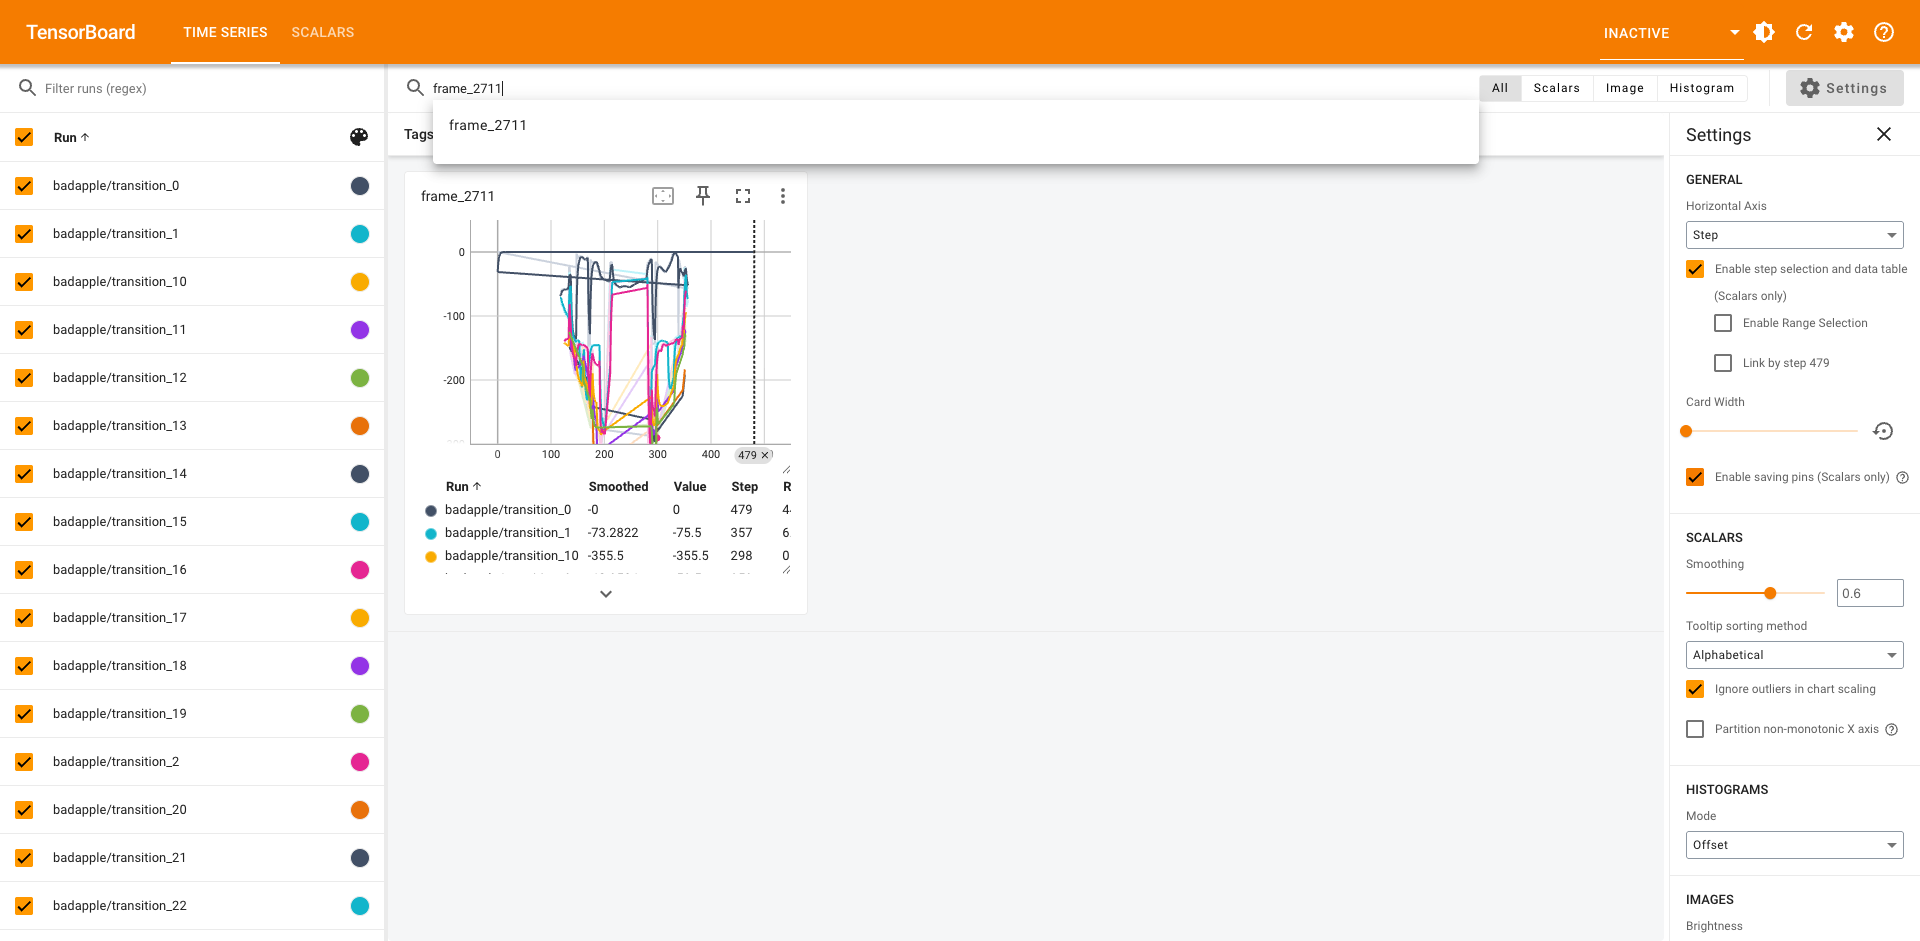 TensorBoard TIME SERIES SCALARS INACTIVE
Filter runs (regex)
frame_2711
All Scalars Image Histogram
Settings
frame_2711
Tags
Run
badapple/transition_0
badapple/transition_1
badapple/transition_10
badapple/transition_11
badapple/transition_12
badapple/transition_13
badapple/transition_14
badapple/transition_15
badapple/transition_16
badapple/transition_17
badapple/transition_18
badapple/transition_19
badapple/transition_2
badapple/transition_20
badapple/transition_21
badapple/transition_22
frame_2711
0
-100
-200
0 100 200 300 400 479
Run Smoothed Value Step R
badapple/transition_0 -0 0 479 4
badapple/transition_1 -73.2822 -75.5 357 6
badapple/transition_10 -355.5 -355.5 298 0
Settings
GENERAL
Horizontal Axis
Step
Enable step selection and data table
(Scalars only)
Enable Range Selection
Link by step 479
Card Width
Enable saving pins (Scalars only)
SCALARS
Smoothing
0.6
Tooltip sorting method
Alphabetical
Ignore outliers in chart scaling
Partition non-monotonic X axis
HISTOGRAMS
Mode
Offset
IMAGES
Brightness